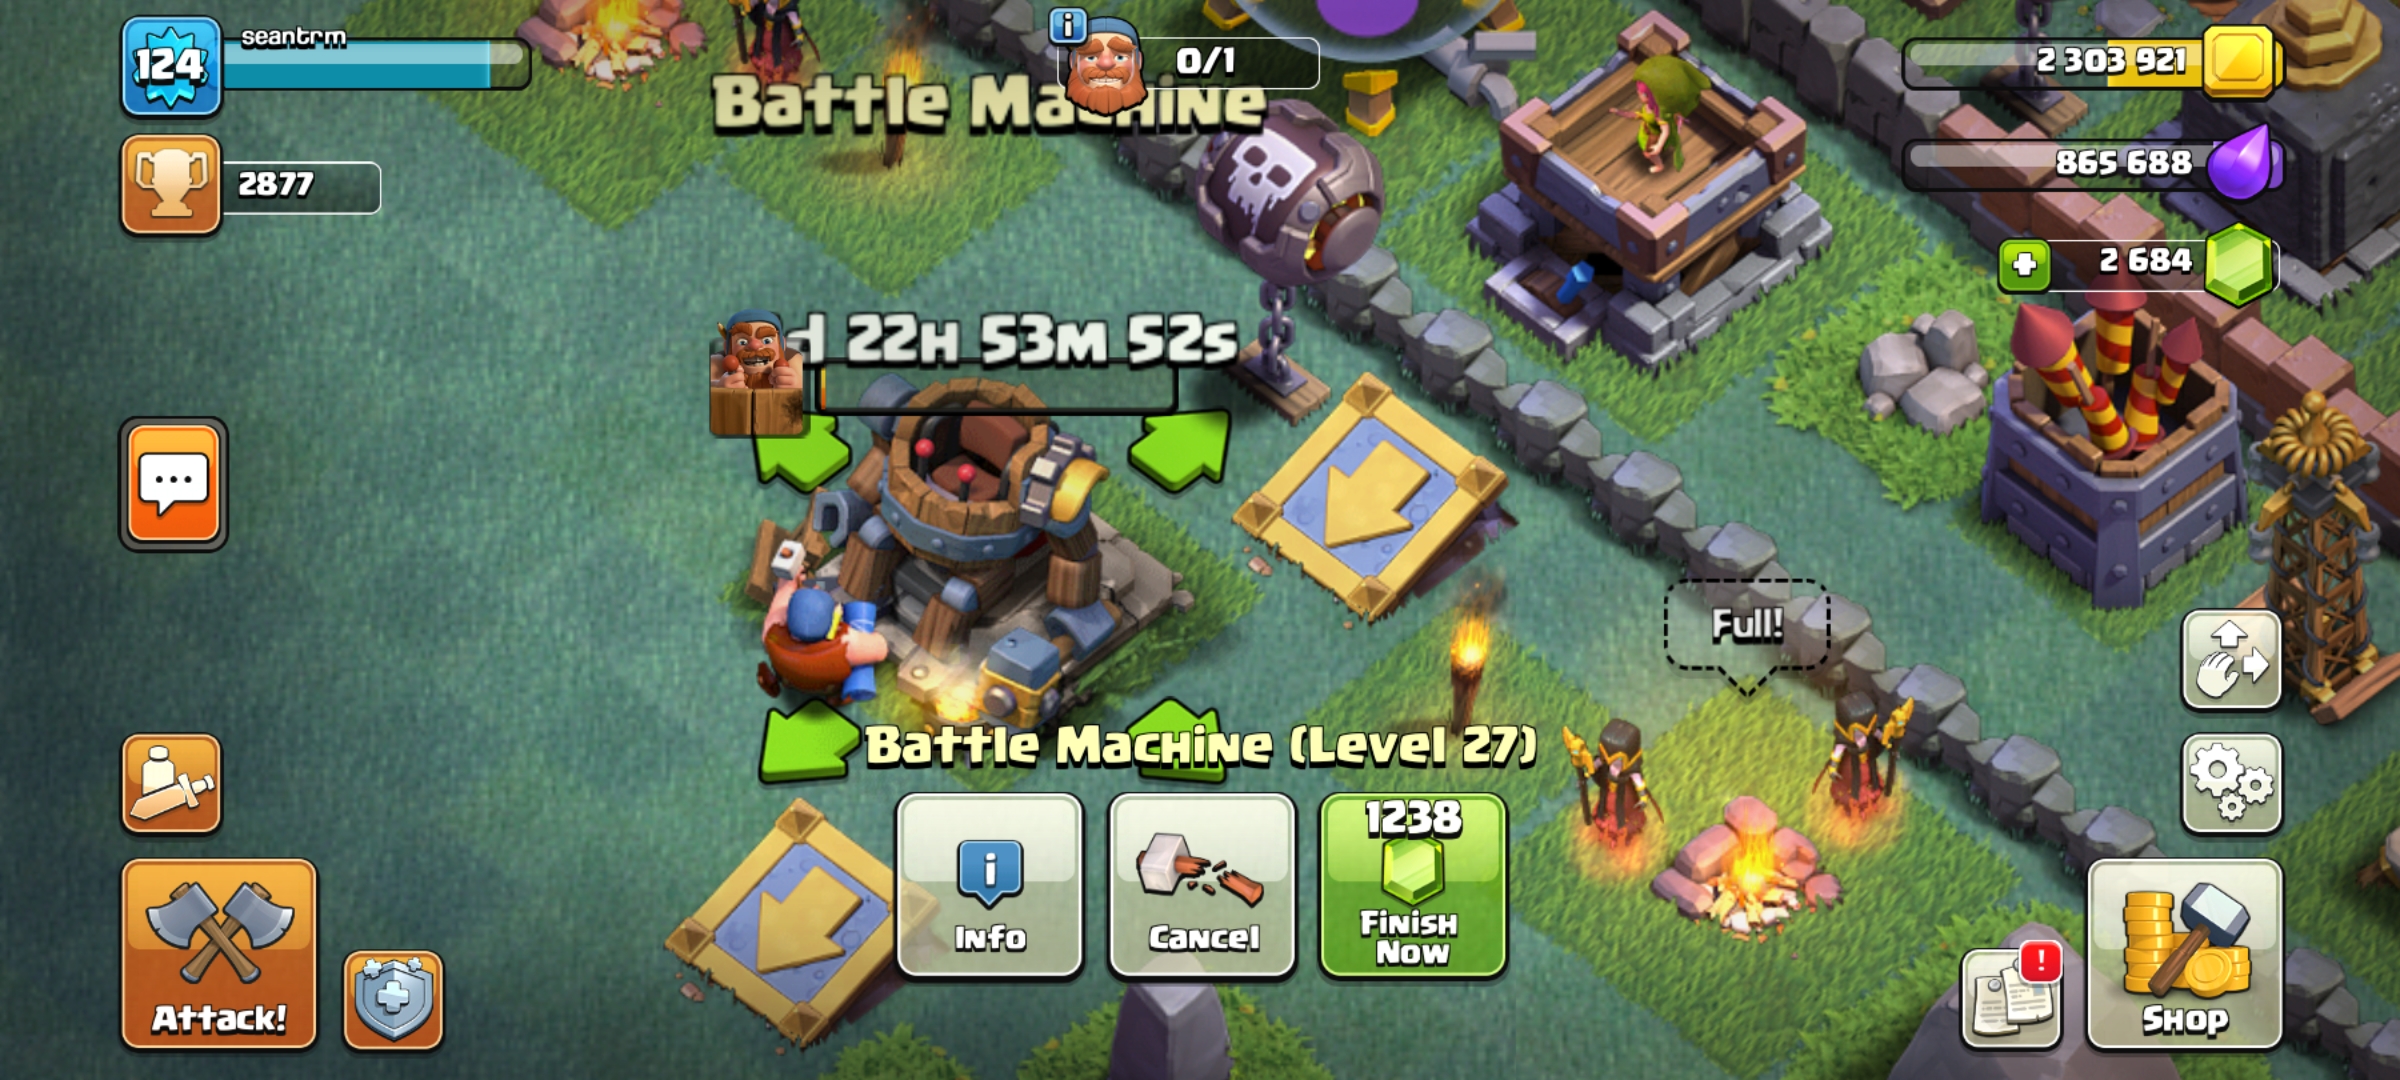 124
seantrm
0/1
2 303 921
Battle Machine
865 688
2877
2 684
d 22H 53M 52s
Full!
Battle Machine (Level 27)
1238
Info
Cancel
Finish
Now
Attack!
!
Shop